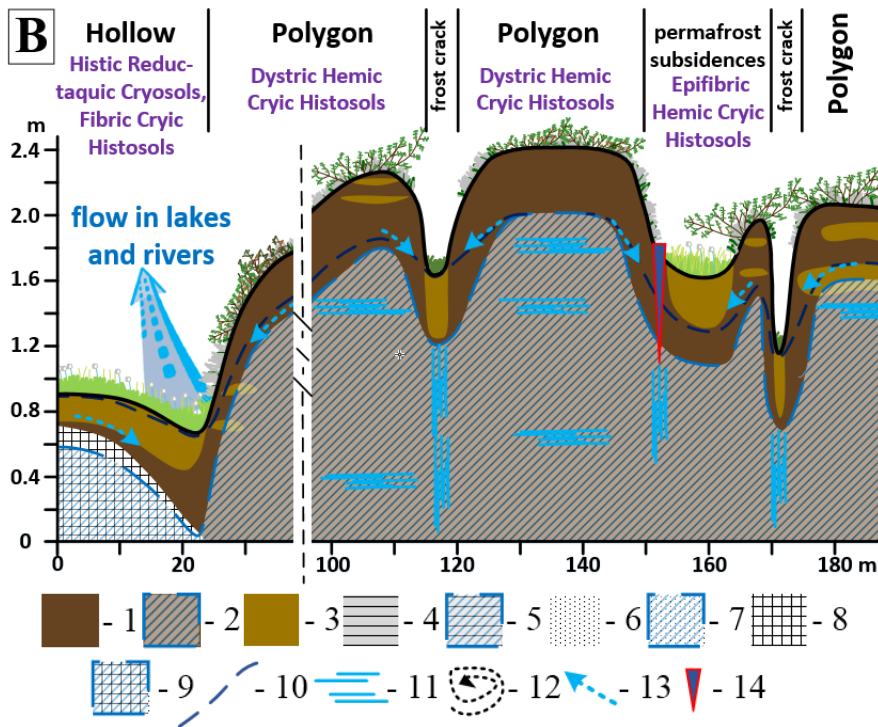 B
Hollow
Histic Reduc-
taquic Cryosols,
Fibric Cryic
Histosols
Polygon
Dystric Hemic
Cryic Histosols
frost crack
Polygon
Dystric Hemic
Cryic Histosols
permafrost
subsidences
Epifibric
Hemic Cryic
Histosols
frost crack
Polygon
m
2.4
2.0
1.6
1.2
0.8
0.4
0
flow in lakes
and rivers
0 20 100 120 140 160 180 m
- 1 - 2 - 3 - 4 - 5 - 6 - 7 - 8
- 9 - 10 - 11 - 12 - 13 - 14